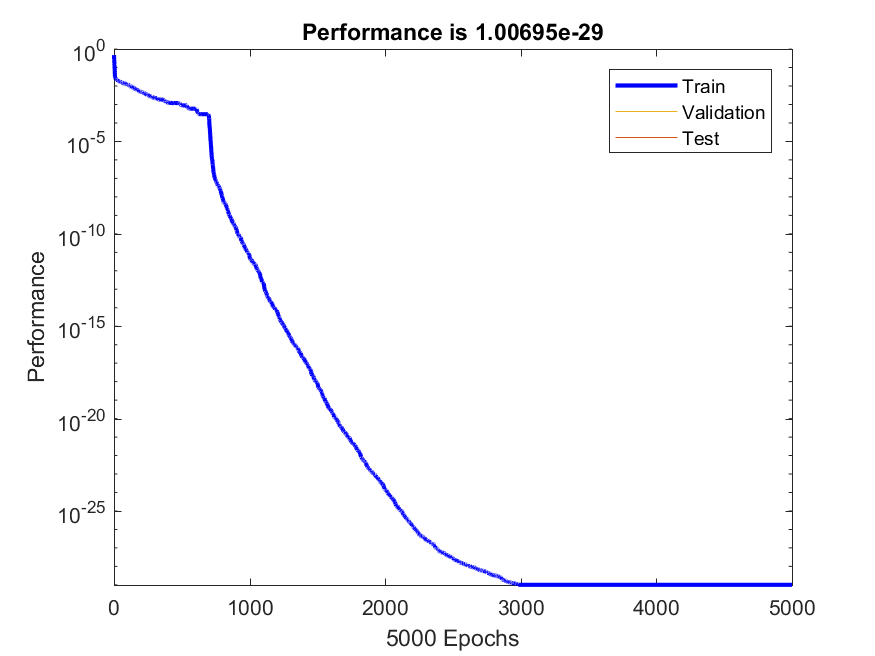 Performance is 1.00695e-29
10^0
10^-5
10^-10
10^-15
10^-20
10^-25
Performance
Train
Validation
Test
0 1000 2000 3000 4000 5000
5000 Epochs